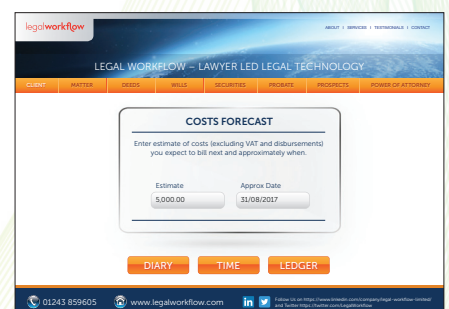 legalworkflow
ABOUT | SERVICES | TESTIMONIALS | CONTACT
LEGAL WORKFLOW – LAWYER LED LEGAL TECHNOLOGY
CLIENT MATTER DEEDS WILLS SECURITIES PROBATE PROSPECTS POWER OF ATTORNEY
COSTS FORECAST
Enter estimate of costs (excluding VAT and disbursements)
you expect to bill next and approximately when.
Estimate Approx Date
5,000.00 31/08/2017
DIARY TIME LEDGER
01243 859605 www.legalworkflow.com in Follow Us on https://www.linkedin.com/company/legal-workflow-limited/
and Twitter https://twitter.com/LegalWorkflow